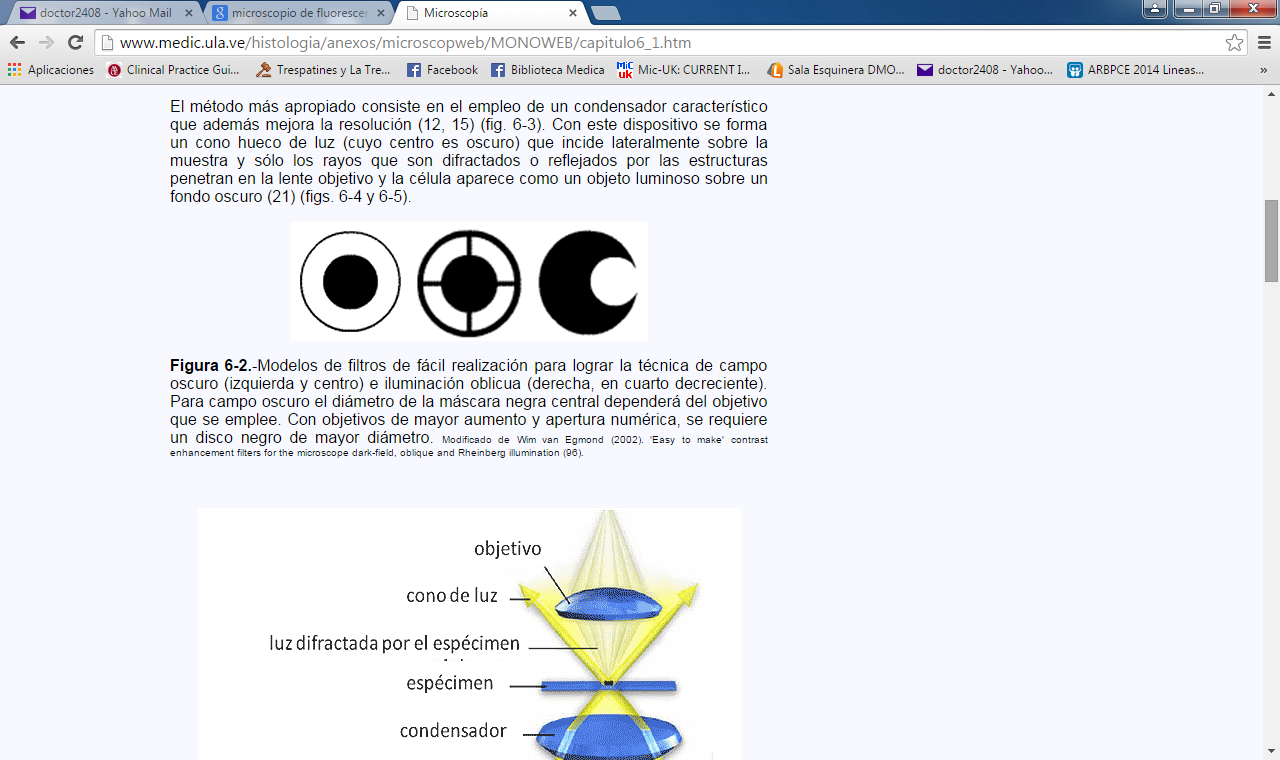 doctor2408 - Yahoo Mail
microscopio de fluorescen
Microscopía
www.medic.ula.ve/histologia/anexos/microscopweb/MONOWEB/capitulo6_1.htm
Aplicaciones
Clinical Practice Gui...
Trespatines y La Tre...
Facebook
Biblioteca Medica
Mic-UK: CURRENT I...
Sala Esquinera DMO...
doctor2408 - Yahoo...
ARBPCE 2014 Lineas...
»
El método más apropiado consiste en el empleo de un condensador característico
que además mejora la resolución (12, 15) (fig. 6-3). Con este dispositivo se forma
un cono hueco de luz (cuyo centro es oscuro) que incide lateralmente sobre la
muestra y sólo los rayos que son difractados o reflejados por las estructuras
penetran en la lente objetivo y la célula aparece como un objeto luminoso sobre un
fondo oscuro (21) (figs. 6-4 y 6-5).
Figura 6-2.-Modelos de filtros de fácil realización para lograr la técnica de campo
oscuro (izquierda y centro) e iluminación oblicua (derecha, en cuarto decreciente).
Para campo oscuro el diámetro de la máscara negra central dependerá del objetivo
que se emplee. Con objetivos de mayor aumento y apertura numérica, se requiere
un disco negro de mayor diámetro. Modificado de Wim van Egmond (2002). 'Easy to make' contrast
enhancement filters for the microscope dark-field, oblique and Rheinberg illumination (96).
objetivo
cono de luz
luz difractada por el espécimen
espécimen
condensador